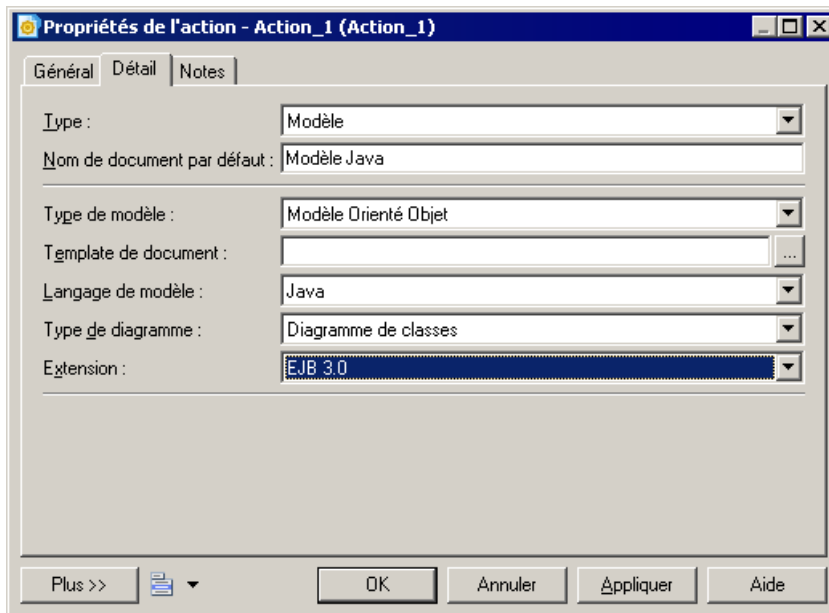 Propriétés de l'action - Action_1 (Action_1)
Général Détail Notes
Type : Modèle
Nom de document par défaut : Modèle Java
Type de modèle : Modèle Orienté Objet
Template de document : ...
Langage de modèle : Java
Type de diagramme : Diagramme de classes
Extension : EJB 3.0
Plus >> OK Annuler Appliquer Aide